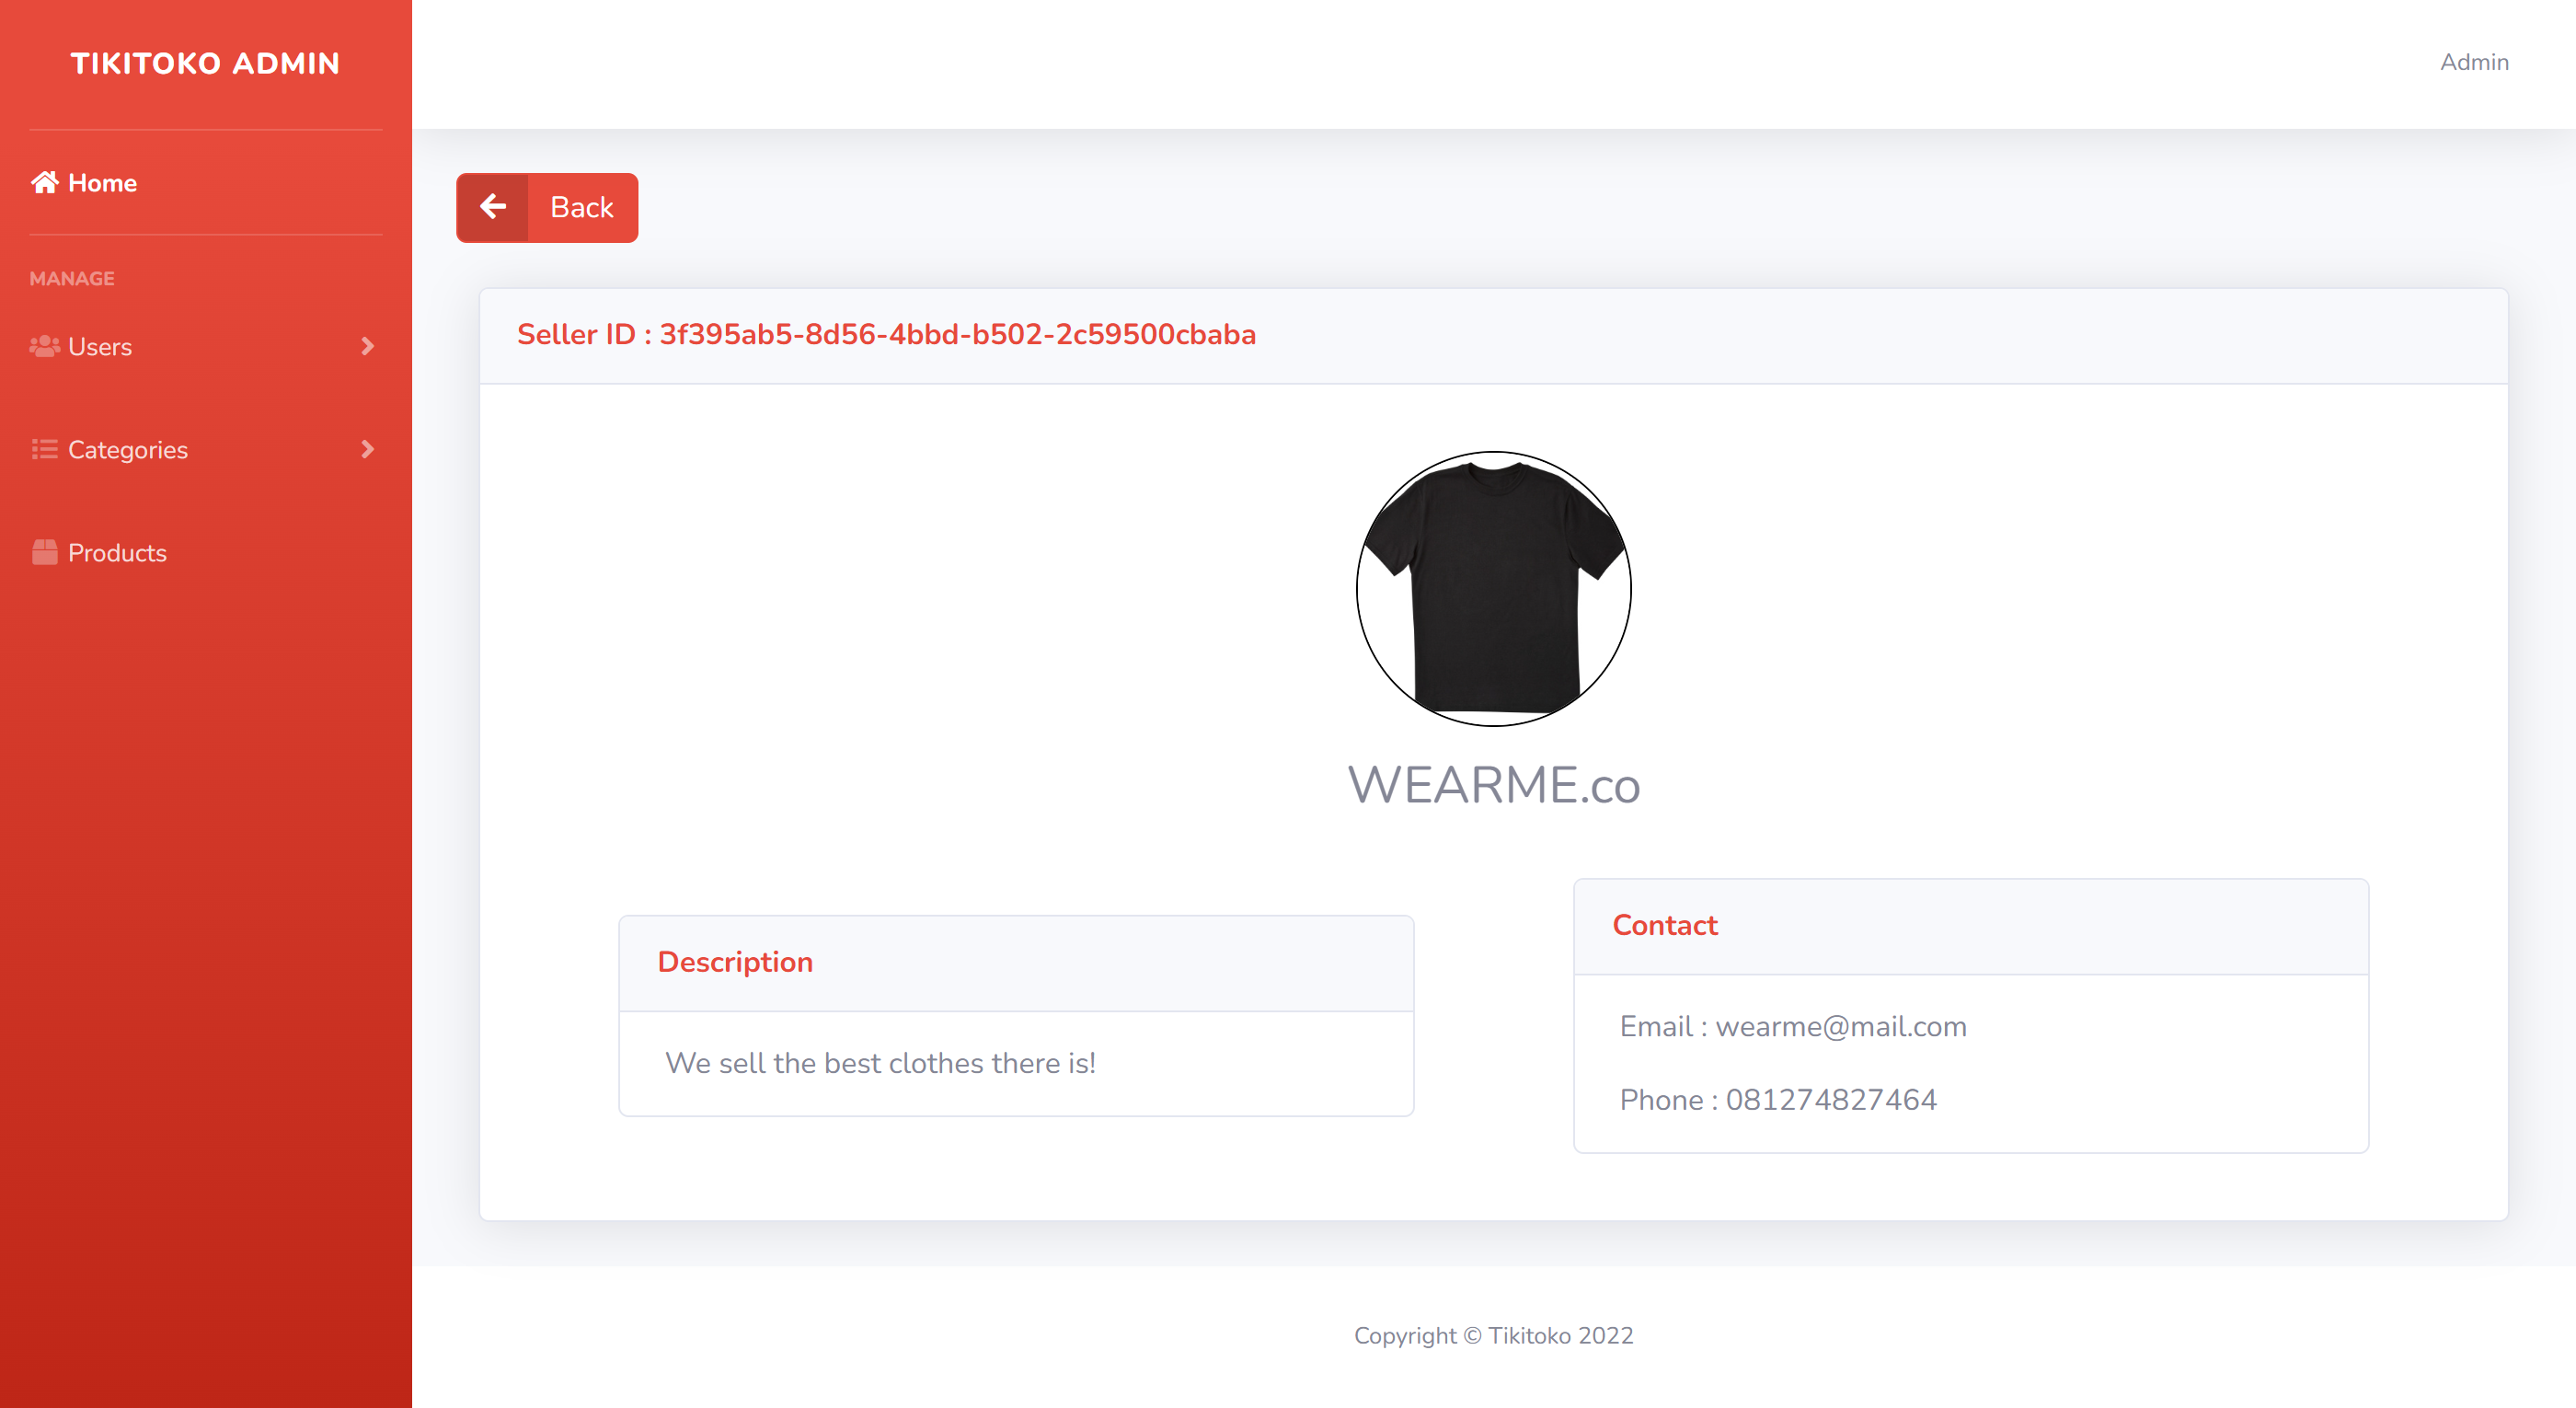 TIKITOKO ADMIN
Admin
Home
Back
MANAGE
Users
Categories
Products
Seller ID : 3f395ab5-8d56-4bbd-b502-2c59500cbaba
WEARME.co
Description
We sell the best clothes there is!
Contact
Email : wearme@mail.com
Phone : 081274827464
Copyright © Tikitoko 2022